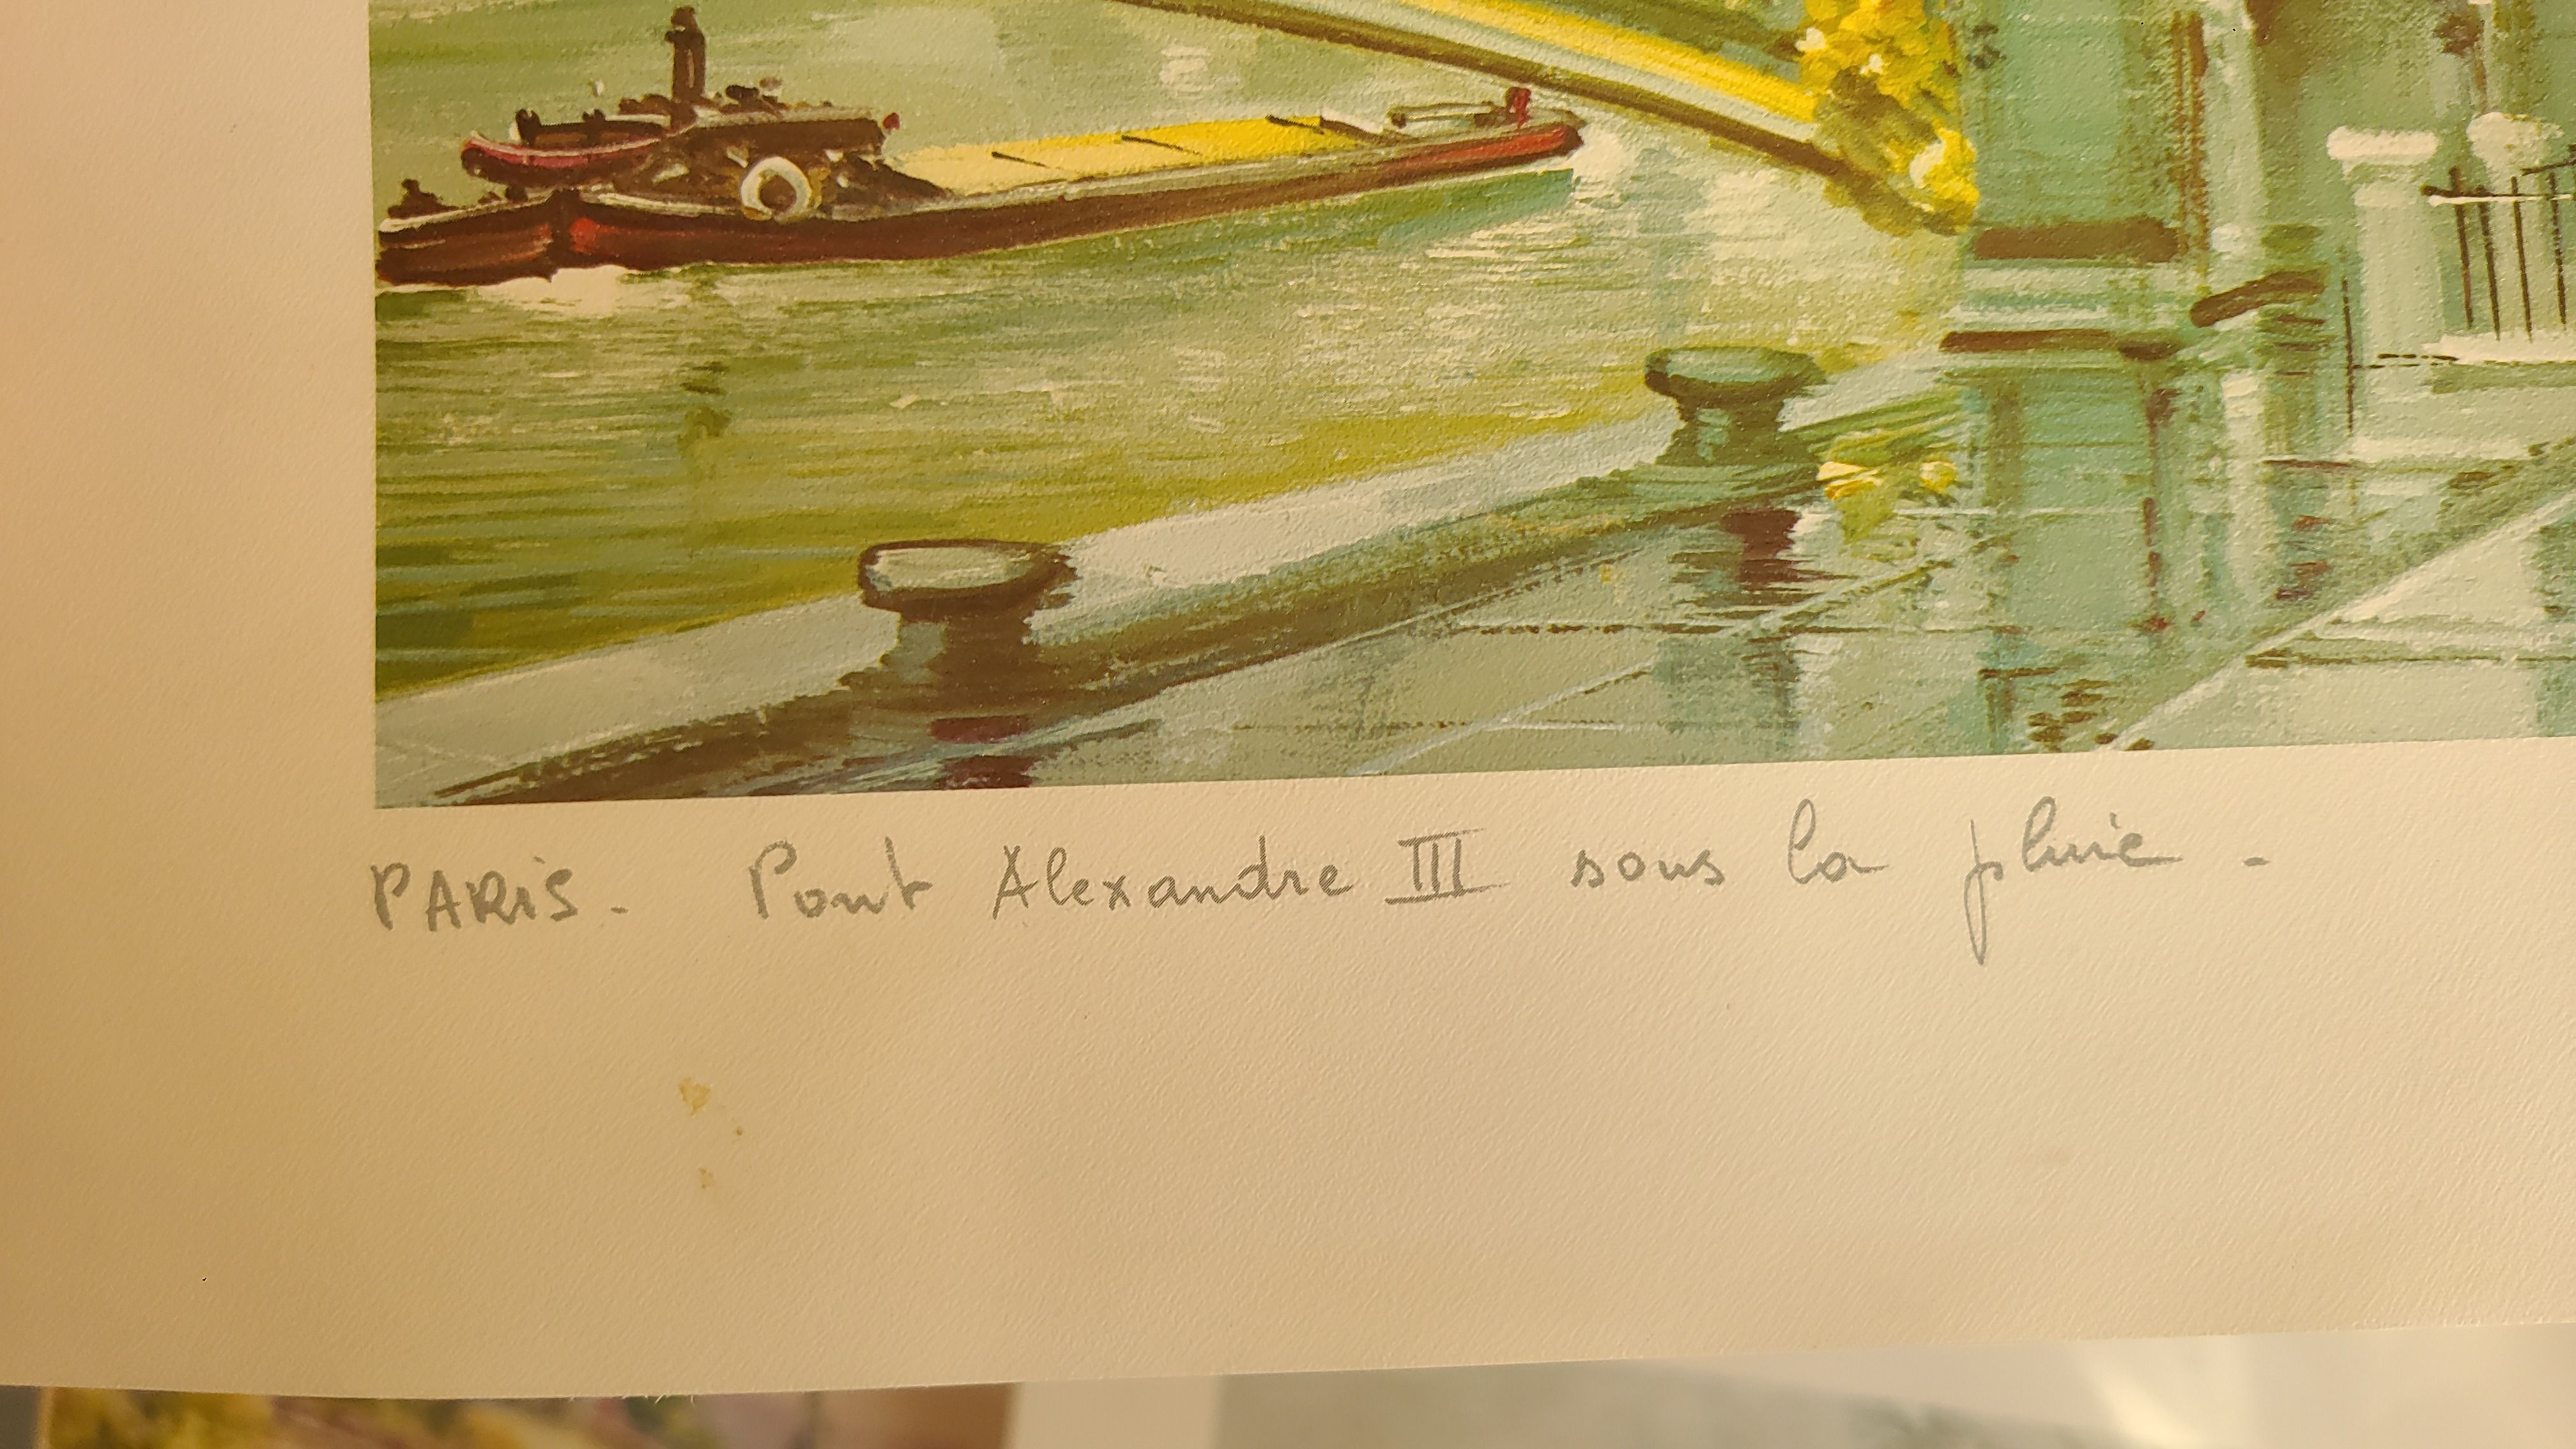 PARIS. Pont Alexandre III sous la pluie -